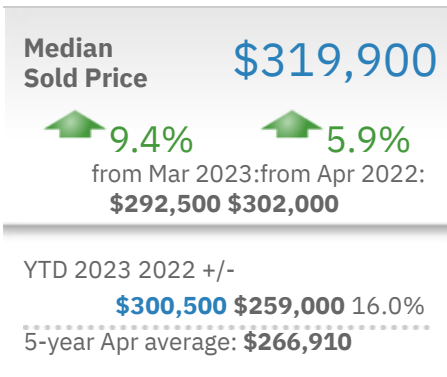 Median
Sold Price
$319,900
9.4% 5.9%
from Mar 2023:from Apr 2022:
$292,500 $302,000
YTD 2023 2022 +/-
$300,500 $259,000 16.0%
5-year Apr average: $266,910